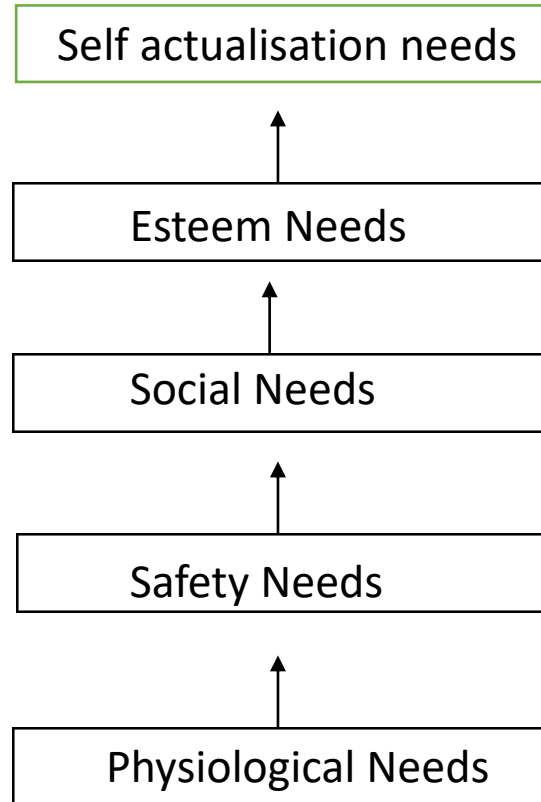 Self actualisation needs
Esteem Needs
Social Needs
Safety Needs
Physiological Needs